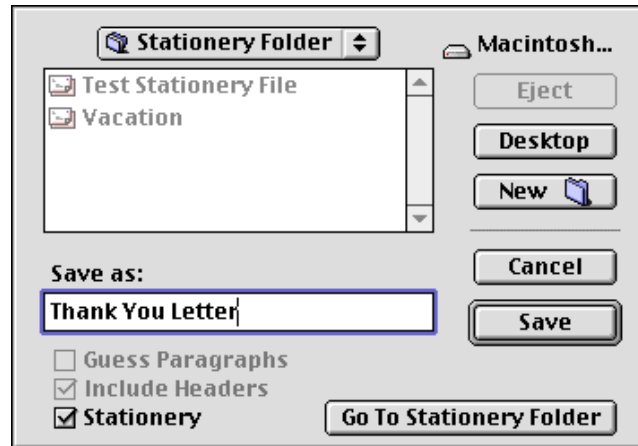 Stationery Folder
Macintosh...
Test Stationery File
Vacation
Eject
Desktop
New
Save as:
Thank You Letter
Cancel
Save
Guess Paragraphs
Include Headers
Stationery
Go To Stationery Folder